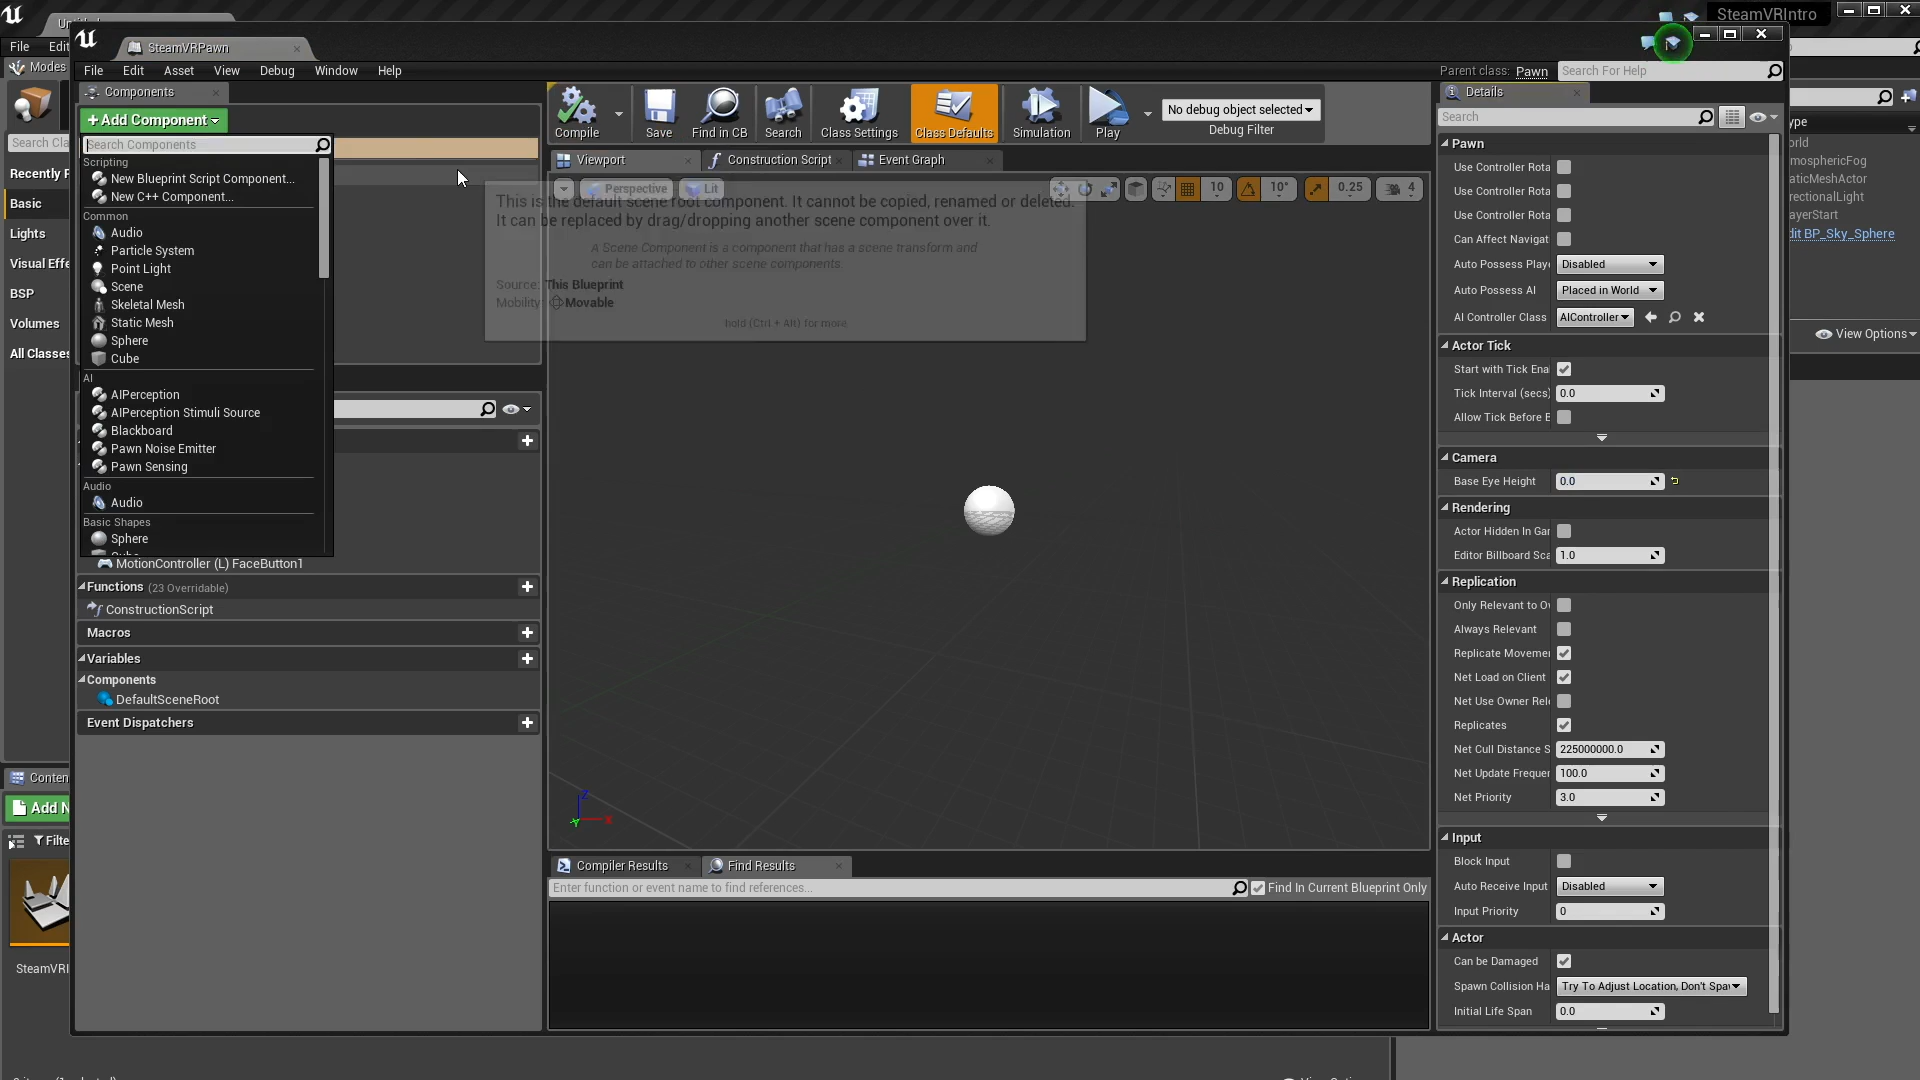 SteamVRIntro
File
Edit
Modes
SteamVRPawn
File Edit Asset View Debug Window Help
Parent class: Pawn
Search For Help
Components
+Add Component
Search Components
Scripting
New Blueprint Script Component...
New C++ Component...
Common
Audio
Particle System
Point Light
Scene
Skeletal Mesh
Static Mesh
Sphere
Cube
AI
AIPerception
AIPerception Stimuli Source
Blackboard
Pawn Noise Emitter
Pawn Sensing
Audio
Audio
Basic Shapes
Sphere
MotionController (L) FaceButton1
Functions (23 Overridable)
ConstructionScript
Macros
Variables
Components
DefaultSceneRoot
Event Dispatchers
Basic
Lights
Visual Effe
BSP
Volumes
All Classes
Recently P
Search Cla
Conten
Add N
Filte
SteamVRI
Compile
Save
Find in CB
Search
Class Settings
Class Defaults
Simulation
Play
No debug object selected
Debug Filter
Viewport
Construction Script
Event Graph
Perspective
Lit
10
10°
0.25
4
This is the default scene root component. It cannot be copied, renamed or deleted.
It can be replaced by drag/dropping another scene component over it.
A Scene Component is a component that has a scene transform and
can be attached to other scene components.
Source: This Blueprint
Mobility: Movable
hold (Ctrl + Alt) for more
Z
X
Y
Compiler Results
Find Results
Enter function or event name to find references...
Find In Current Blueprint Only
Details
Search
Pawn
Use Controller Rota
Use Controller Rota
Use Controller Rota
Can Affect Navigat
Auto Possess Playe Disabled
Auto Possess AI Placed in World
AI Controller Class AIController
Actor Tick
Start with Tick Ena
Tick Interval (secs) 0.0
Allow Tick Before B
Camera
Base Eye Height 0.0
Rendering
Actor Hidden In Gar
Editor Billboard Sca 1.0
Replication
Only Relevant to Ow
Always Relevant
Replicate Movemen
Net Load on Client
Net Use Owner Rele
Replicates
Net Cull Distance S 225000000.0
Net Update Frequer 100.0
Net Priority 3.0
Input
Block Input
Auto Receive Input Disabled
Input Priority 0
Actor
Can be Damaged
Spawn Collision Ha Try To Adjust Location, Don't Spaw
Initial Life Span 0.0
ype
orld
mosphericFog
aticMeshActor
rectionalLight
ayerStart
dit BP_Sky_Sphere
View Options